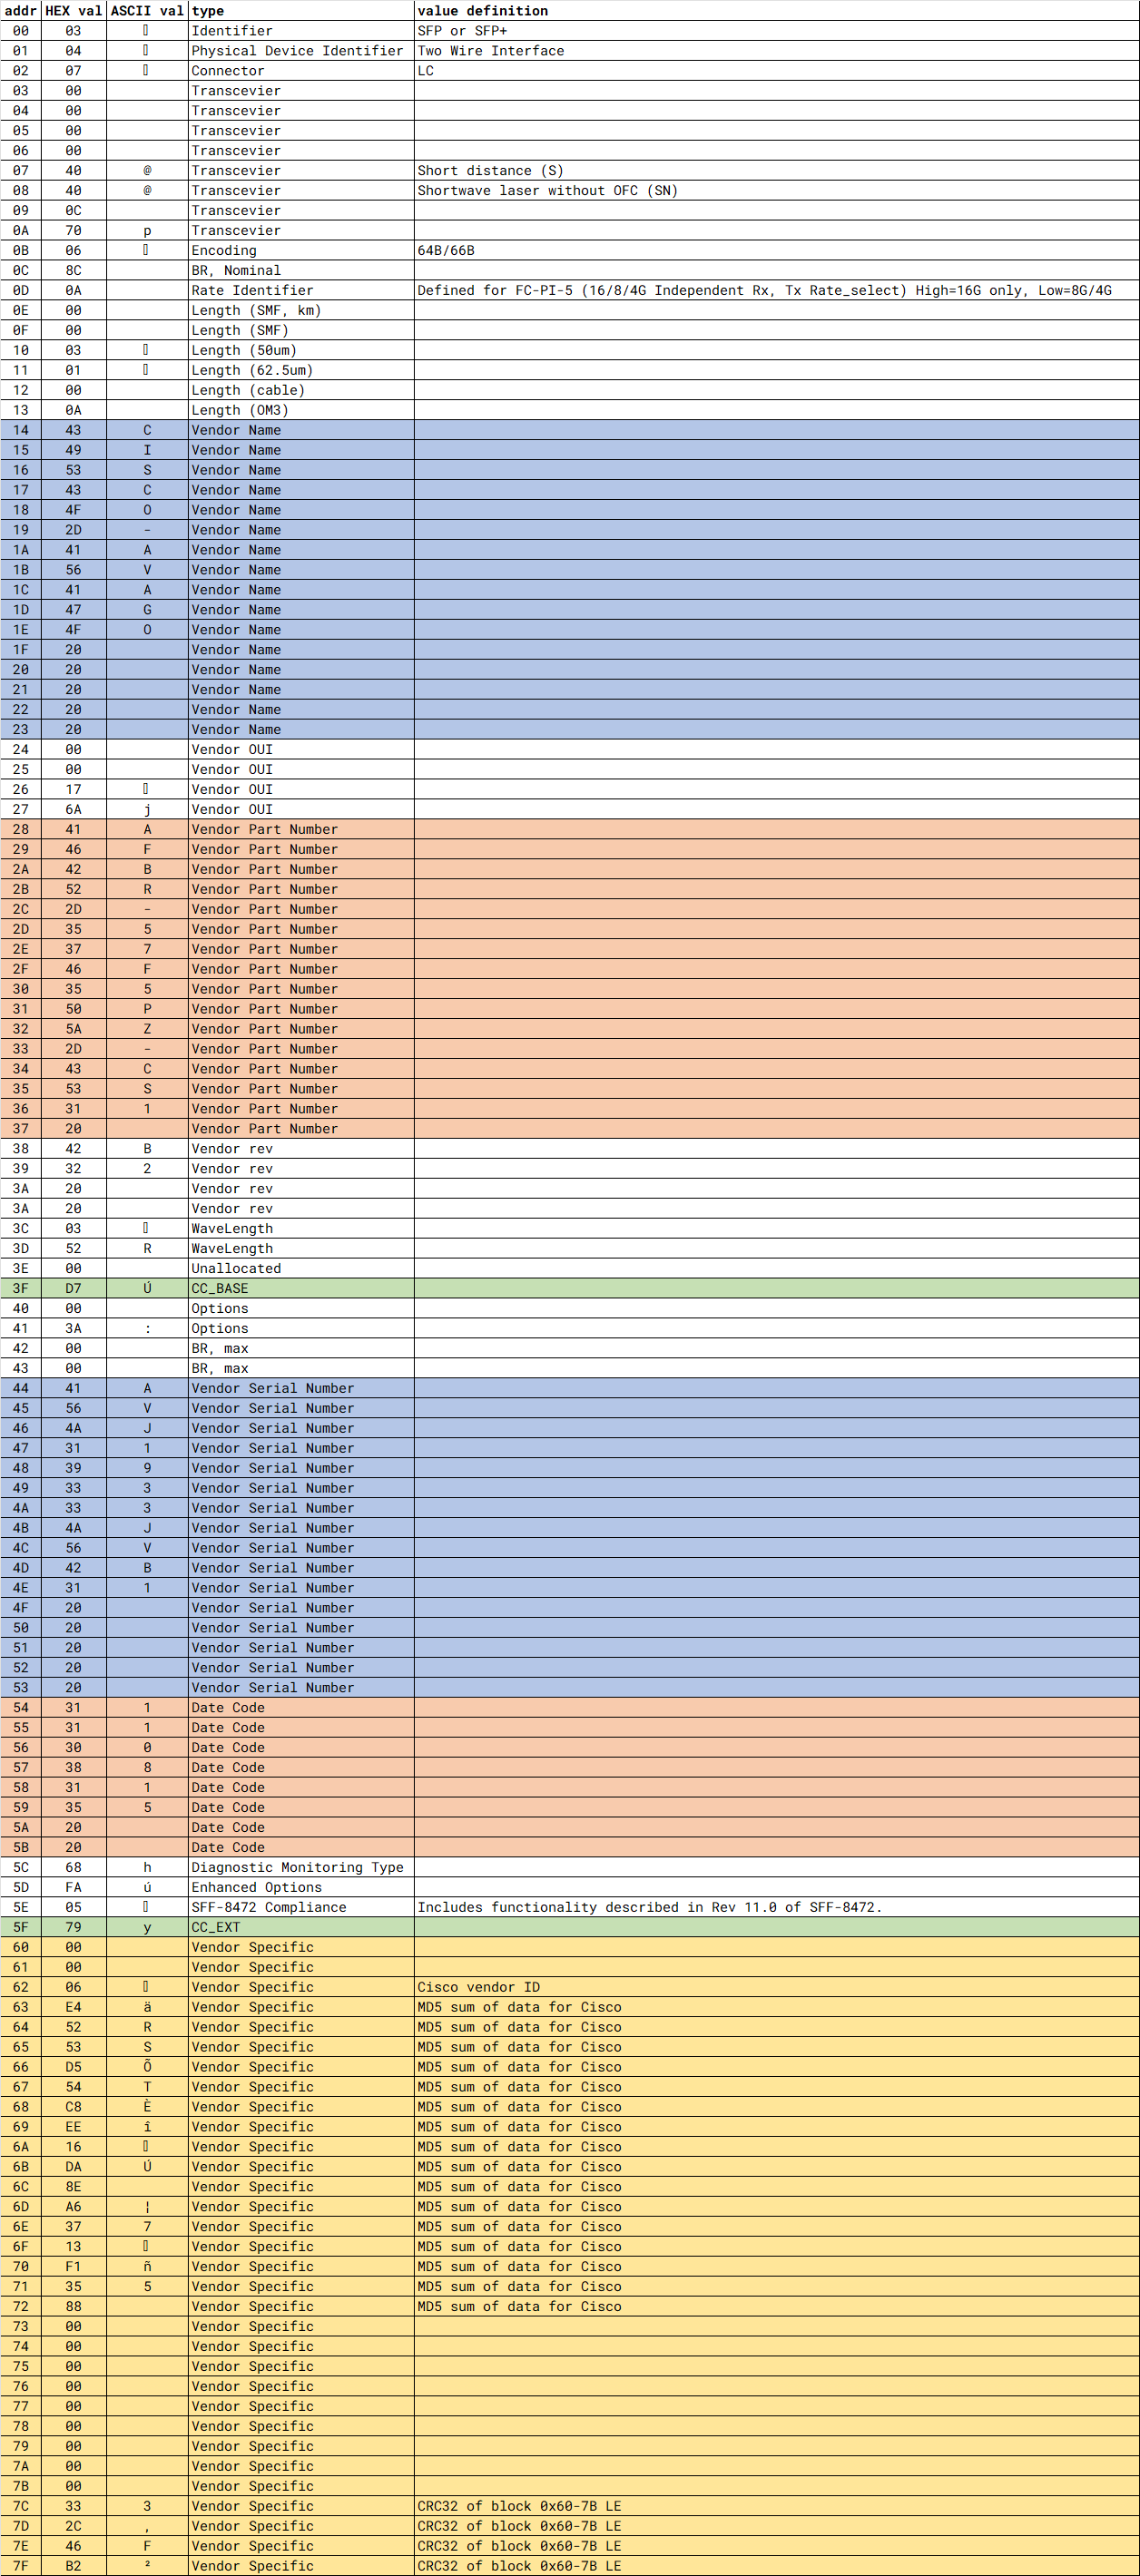 addr HEX val ASCII val type value definition
00 03 Identifier SFP or SFP+
01 04 Physical Device Identifier Two Wire Interface
02 07 Connector LC
03 00 Transcevier
04 00 Transcevier
05 00 Transcevier
06 00 Transcevier
07 40 @ Transcevier Short distance (S)
08 40 @ Transcevier Shortwave laser without OFC (SN)
09 0C Transcevier
0A 70 p Transcevier
0B 06 Encoding 64B/66B
0C 8C BR, Nominal
0D 0A Rate Identifier Defined for FC-PI-5 (16/8/4G Independent Rx, Tx Rate_select) High=16G only, Low=8G/4G
0E 00 Length (SMF, km)
0F 00 Length (SMF)
10 03 Length (50um)
11 01 Length (62.5um)
12 00 Length (cable)
13 0A Length (OM3)
14 43 C Vendor Name
15 49 I Vendor Name
16 53 S Vendor Name
17 43 C Vendor Name
18 4F O Vendor Name
19 2D - Vendor Name
1A 41 A Vendor Name
1B 56 V Vendor Name
1C 41 A Vendor Name
1D 47 G Vendor Name
1E 4F O Vendor Name
1F 20 Vendor Name
20 20 Vendor Name
21 20 Vendor Name
22 20 Vendor Name
23 20 Vendor Name
24 00 Vendor OUI
25 00 Vendor OUI
26 17 Vendor OUI
27 6A j Vendor OUI
28 41 A Vendor Part Number
29 46 F Vendor Part Number
2A 42 B Vendor Part Number
2B 52 R Vendor Part Number
2C 2D - Vendor Part Number
2D 35 5 Vendor Part Number
2E 37 7 Vendor Part Number
2F 46 F Vendor Part Number
30 35 5 Vendor Part Number
31 50 P Vendor Part Number
32 5A Z Vendor Part Number
33 2D - Vendor Part Number
34 43 C Vendor Part Number
35 53 S Vendor Part Number
36 31 1 Vendor Part Number
37 20 Vendor Part Number
38 42 B Vendor rev
39 32 2 Vendor rev
3A 20 Vendor rev
3A 20 Vendor rev
3C 03 WaveLength
3D 52 R WaveLength
3E 00 Unallocated
3F D7 Ú CC_BASE
40 00 Options
41 3A : Options
42 00 BR, max
43 00 BR, max
44 41 A Vendor Serial Number
45 56 V Vendor Serial Number
46 4A J Vendor Serial Number
47 31 1 Vendor Serial Number
48 39 9 Vendor Serial Number
49 33 3 Vendor Serial Number
4A 33 3 Vendor Serial Number
4B 4A J Vendor Serial Number
4C 56 V Vendor Serial Number
4D 42 B Vendor Serial Number
4E 31 1 Vendor Serial Number
4F 20 Vendor Serial Number
50 20 Vendor Serial Number
51 20 Vendor Serial Number
52 20 Vendor Serial Number
53 20 Vendor Serial Number
54 31 1 Date Code
55 31 1 Date Code
56 30 0 Date Code
57 38 8 Date Code
58 31 1 Date Code
59 35 5 Date Code
5A 20 Date Code
5B 20 Date Code
5C 68 h Diagnostic Monitoring Type
5D FA ú Enhanced Options
5E 05 SFF-8472 Compliance Includes functionality described in Rev 11.0 of SFF-8472.
5F 79 y CC_EXT
60 00 Vendor Specific
61 00 Vendor Specific
62 06 Vendor Specific Cisco vendor ID
63 E4 ä Vendor Specific MD5 sum of data for Cisco
64 52 R Vendor Specific MD5 sum of data for Cisco
65 53 S Vendor Specific MD5 sum of data for Cisco
66 D5 Õ Vendor Specific MD5 sum of data for Cisco
67 54 T Vendor Specific MD5 sum of data for Cisco
68 C8 È Vendor Specific MD5 sum of data for Cisco
69 EE î Vendor Specific MD5 sum of data for Cisco
6A 16 Vendor Specific MD5 sum of data for Cisco
6B DA Ú Vendor Specific MD5 sum of data for Cisco
6C 8E Vendor Specific MD5 sum of data for Cisco
6D A6 ¦ Vendor Specific MD5 sum of data for Cisco
6E 37 7 Vendor Specific MD5 sum of data for Cisco
6F 13 Vendor Specific MD5 sum of data for Cisco
70 F1 ñ Vendor Specific MD5 sum of data for Cisco
71 35 5 Vendor Specific MD5 sum of data for Cisco
72 88 Vendor Specific MD5 sum of data for Cisco
73 00 Vendor Specific
74 00 Vendor Specific
75 00 Vendor Specific
76 00 Vendor Specific
77 00 Vendor Specific
78 00 Vendor Specific
79 00 Vendor Specific
7A 00 Vendor Specific
7B 00 Vendor Specific
7C 33 3 Vendor Specific CRC32 of block 0x60-7B LE
7D 2C , Vendor Specific CRC32 of block 0x60-7B LE
7E 46 F Vendor Specific CRC32 of block 0x60-7B LE
7F B2 ² Vendor Specific CRC32 of block 0x60-7B LE